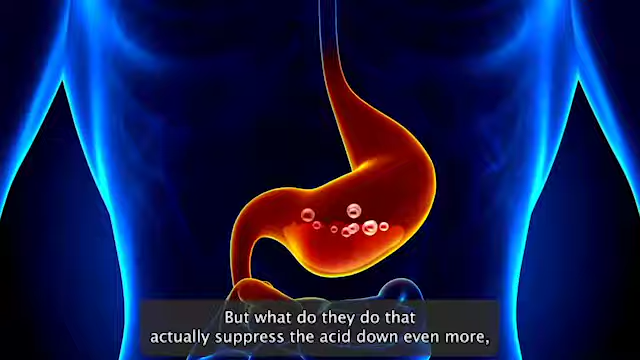 But what do they do that
actually suppress the acid down even more,